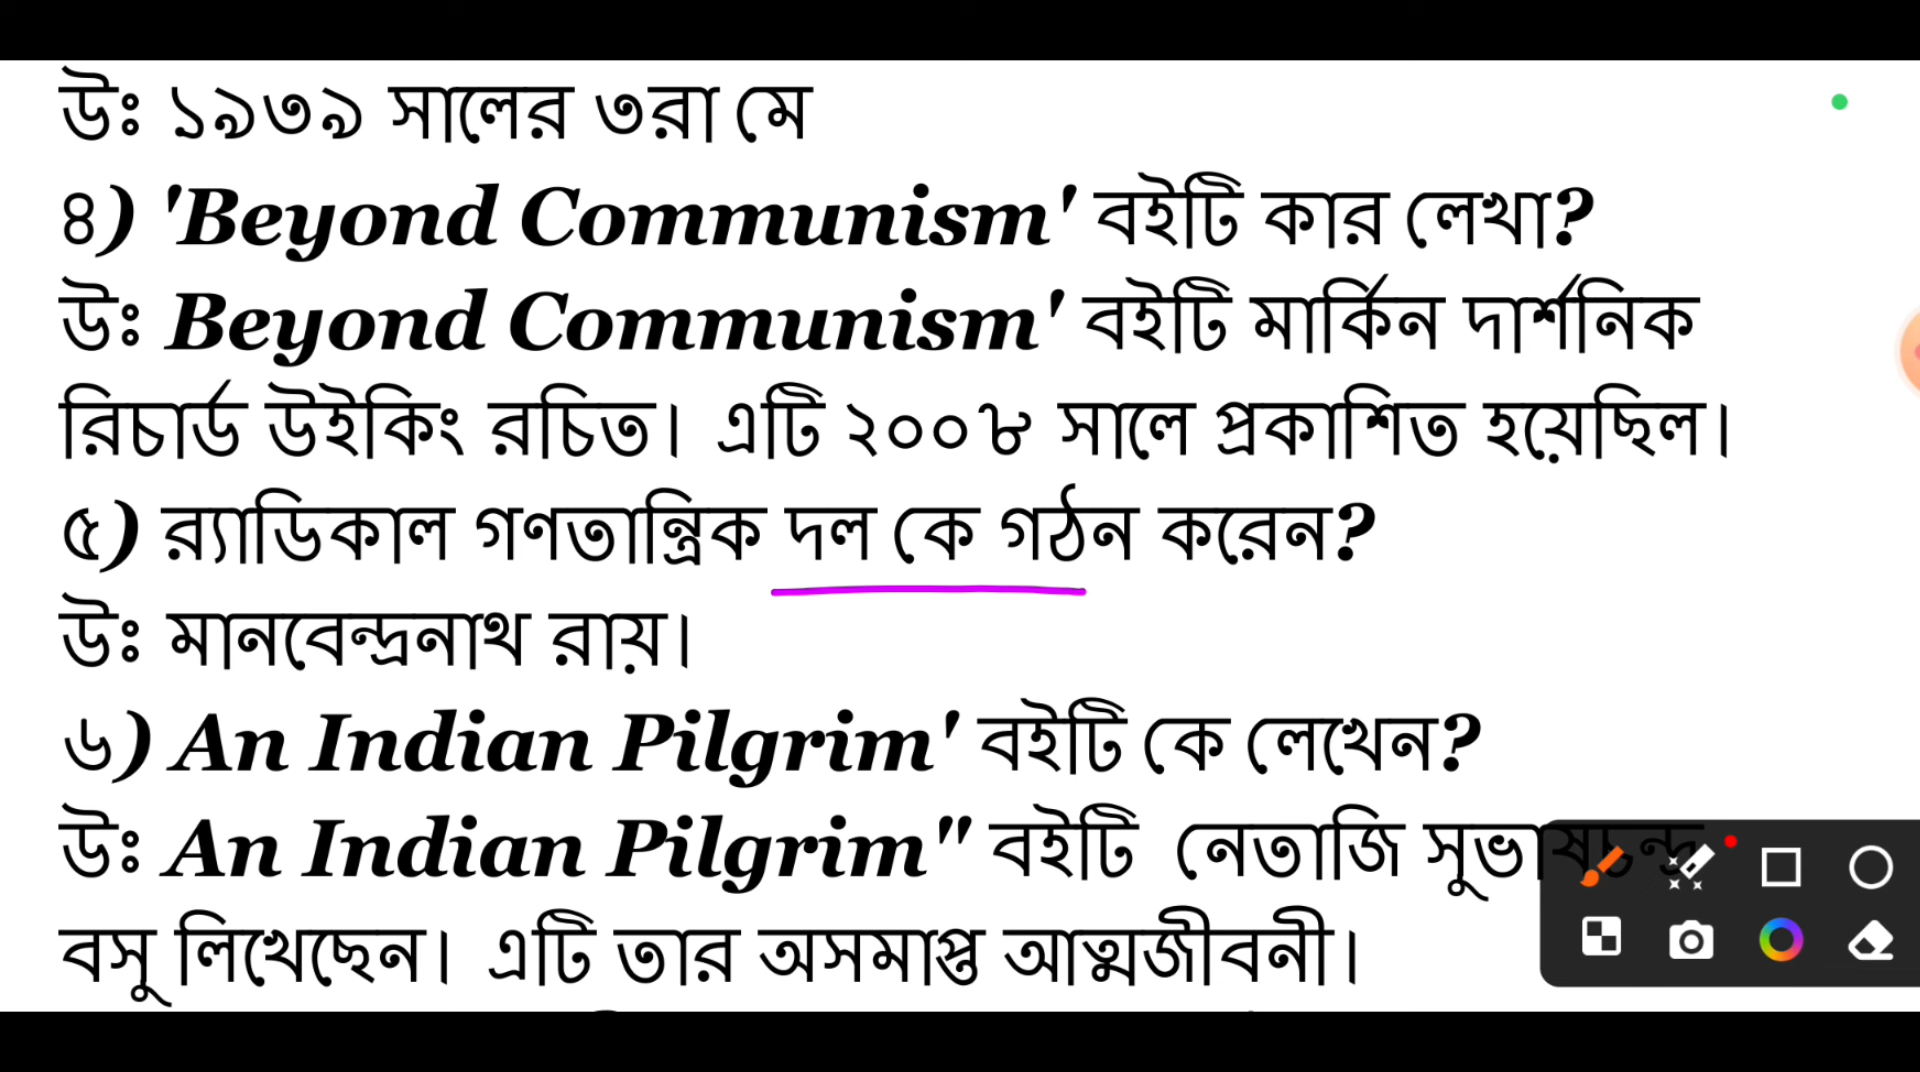 উঃ ১৯৩৯ সালের ৩রা মে
৪) 'Beyond Communism' বইটি কার লেখা?
উঃ Beyond Communism' বইটি মার্কিন দার্শনিক
রিচার্ড উইকিং রচিত। এটি ২০০৮ সালে প্রকাশিত হয়েছিল।
৫) র‍্যাডিকাল গণতান্ত্রিক দল কে গঠন করেন?
উঃ মানবেন্দ্রনাথ রায়।
৬) An Indian Pilgrim' বইটি কে লেখেন?
উঃ An Indian Pilgrim" বইটি নেতাজি সুভাষচন্দ্র
বসু লিখেছেন। এটি তার অসমাপ্ত আত্মজীবনী।